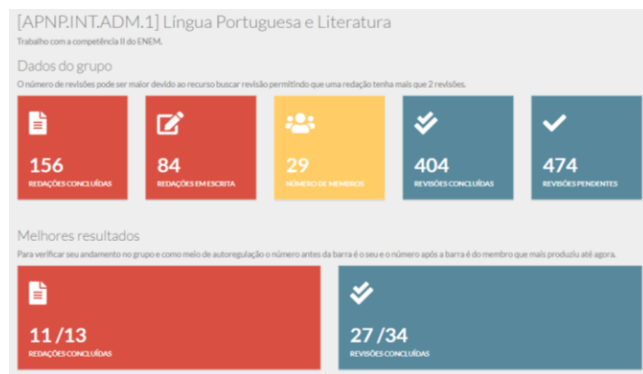 [APNP.INT.ADM.1] Língua Portuguesa e Literatura
Trabalho com a competência II do ENEM.
Dados do grupo
O número de revisões pode ser maior devido ao recurso buscar revisão permitindo que uma redação tenha mais que 2 revisões.
156
REDAÇÕES CONCLUÍDAS
84
REDAÇÕES EM ESCRITA
29
NÚMERO DE MEMBROS
404
REVISÕES CONCLUÍDAS
474
REVISÕES PENDENTES
Melhores resultados
Para verificar seu andamento no grupo e como meio de autoregulação o número antes da barra é o seu e o número após a barra é do membro que mais produziu até agora.
11 /13
REDAÇÕES CONCLUÍDAS
27 /34
REVISÕES CONCLUÍDAS